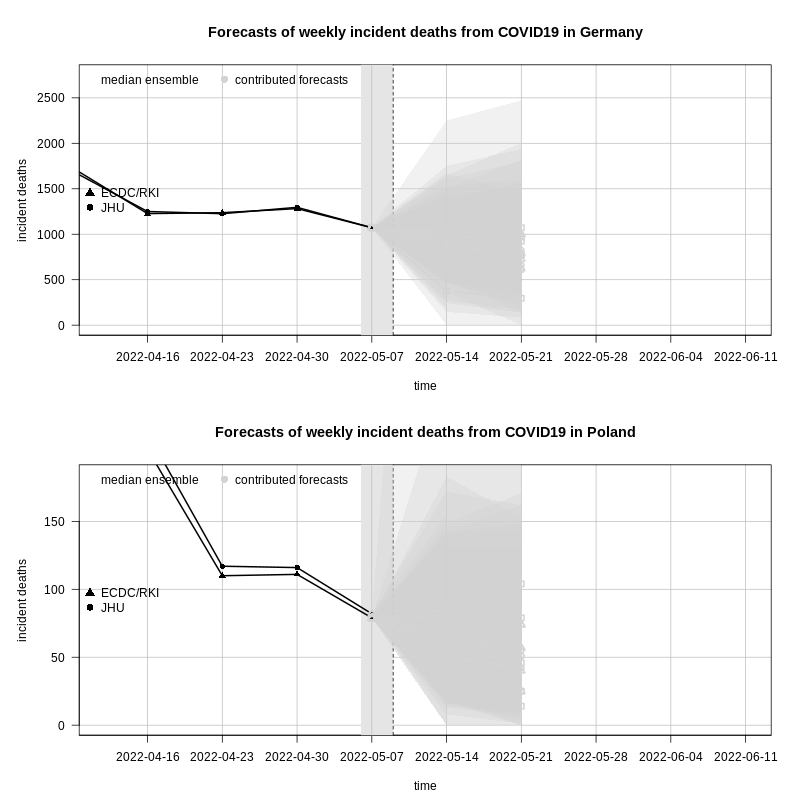 Forecasts of weekly incident deaths from COVID19 in Germany
median ensemble contributed forecasts
2500
2000
1500
1000
500
0
incident deaths
ECDC/RKI
JHU
2022-04-16 2022-04-23 2022-04-30 2022-05-07 2022-05-14 2022-05-21 2022-05-28 2022-06-04 2022-06-11
time
Forecasts of weekly incident deaths from COVID19 in Poland
median ensemble contributed forecasts
150
100
50
0
incident deaths
ECDC/RKI
JHU
2022-04-16 2022-04-23 2022-04-30 2022-05-07 2022-05-14 2022-05-21 2022-05-28 2022-06-04 2022-06-11
time